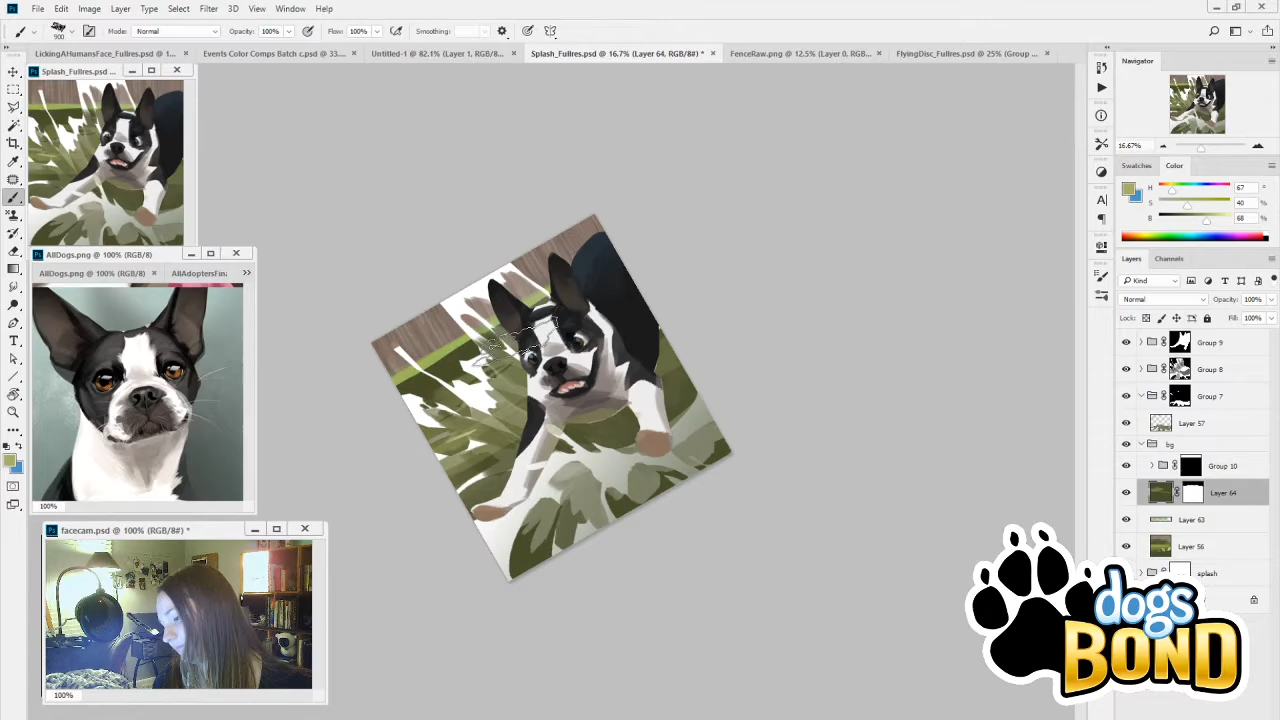 File Edit Image Layer Type Select Filter 3D View Window Help
900 Mode: Normal Opacity: 100% Flow: 100% Smoothing:
LickingAHumansFace_Fullres.psd @ 1... Events Color Comps Batch c.psd @ 33.... Untitled-1 @ 82.1% (Layer 1, RGB/8... Splash_Fullres.psd @ 16.7% (Layer 64, RGB/8#) * FenceRaw.png @ 12.5% (Layer 0, RGB... FlyingDisc_Fullres.psd @ 25% (Group ...
Splash_Fullres.psd ...
AllDogs.png @ 100% (RGB/8)
AllDogs.png @ 100% (RGB/8)
100%
facecam.psd @ 100% (RGB/8#) *
100%
Navigator
16.67%
Swatches Color
H 67 °
S 40 %
B 68 %
Layers Channels
Kind
Normal Opacity: 100%
Lock: Fill: 100%
Group 9
Group 8
Group 7
Layer 57
bg
Group 10
Layer 64
Layer 63
Layer 56
splash
dogs
BOND